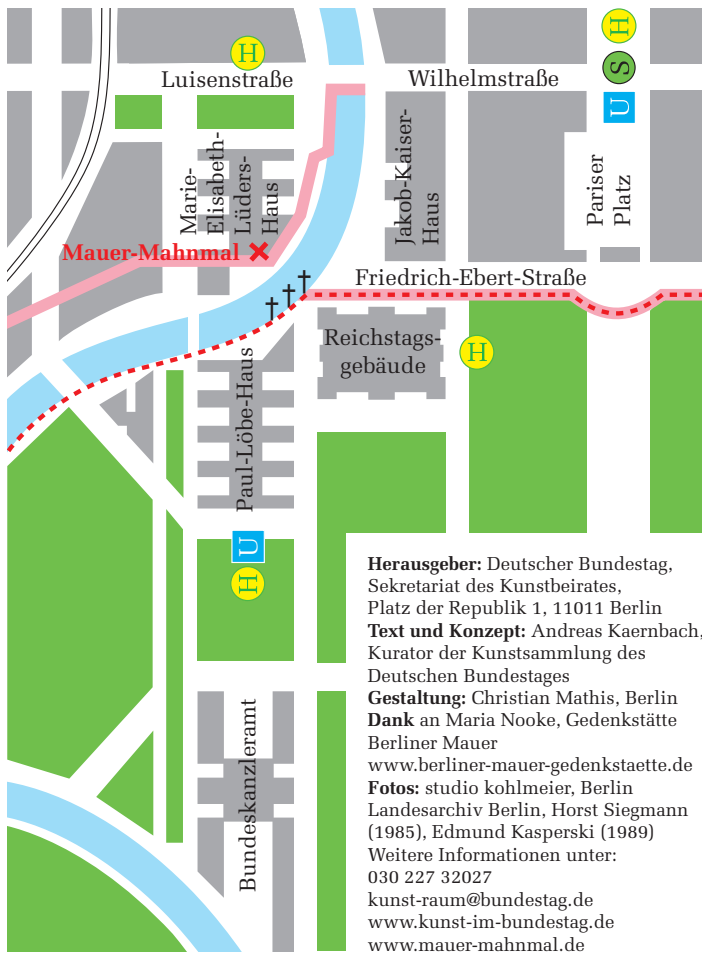 H
H
S
U
Luisenstraße
Wilhelmstraße
Marie-
Elisabeth-
Lüders-
Haus
Jakob-Kaiser-
Haus
Pariser
Platz
Mauer-Mahnmal
Friedrich-Ebert-Straße
Reichstags-
gebäude
H
Paul-Löbe-Haus
U
H
Bundeskanzleramt
Herausgeber: Deutscher Bundestag,
Sekretariat des Kunstbeirates,
Platz der Republik 1, 11011 Berlin
Text und Konzept: Andreas Kaernbach,
Kurator der Kunstsammlung des
Deutschen Bundestages
Gestaltung: Christian Mathis, Berlin
Dank an Maria Nooke, Gedenkstätte
Berliner Mauer
www.berliner-mauer-gedenkstaette.de
Fotos: studio kohlmeier, Berlin
Landesarchiv Berlin, Horst Siegmann
(1985), Edmund Kasperski (1989)
Weitere Informationen unter:
030 227 32027
kunst-raum@bundestag.de
www.kunst-im-bundestag.de
www.mauer-mahnmal.de